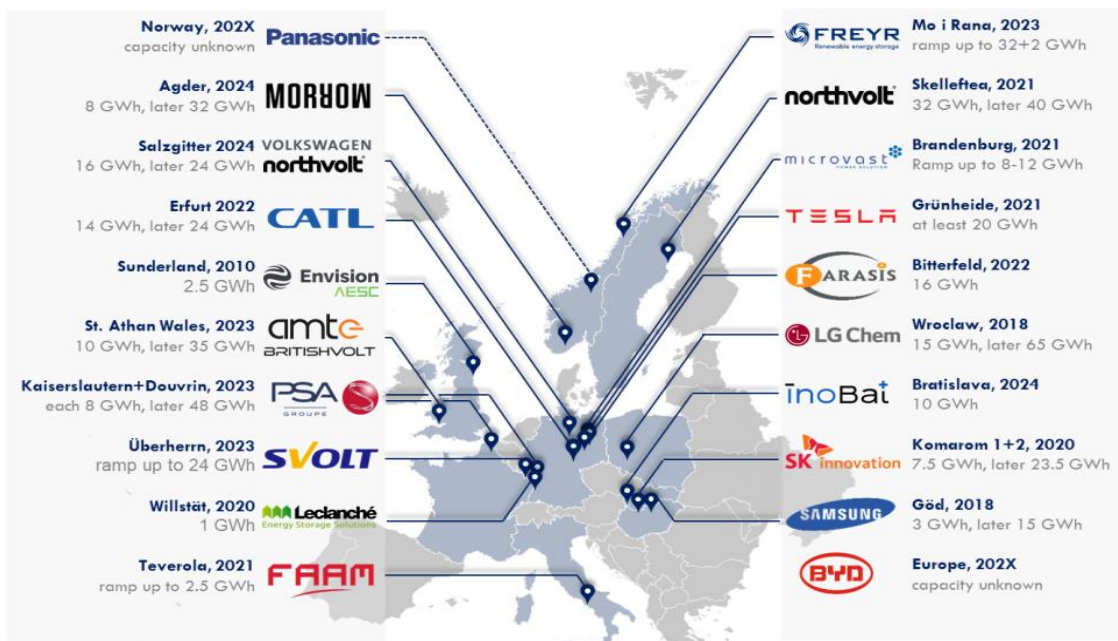 Norway, 202X
capacity unknown
Panasonic
Agder, 2024
8 GWh, later 32 GWh
MORROW
Salzgitter 2024
16 GWh, later 24 GWh
VOLKSWAGEN
northvolt
Erfurt 2022
14 GWh, later 24 GWh
CATL
Sunderland, 2010
2.5 GWh
Envision
AESC
St. Athan Wales, 2023
10 GWh, later 35 GWh
amte
BRITISHVOLT
Kaiserslautern+Douvrin, 2023
each 8 GWh, later 48 GWh
PSA
GROUPE
Überherrn, 2023
ramp up to 24 GWh
SVOLT
Willstät, 2020
1 GWh
Leclanché
Energy Storage Solutions
Teverola, 2021
ramp up to 2.5 GWh
FAAM
FREYR
Renewable energy storage
Mo i Rana, 2023
ramp up to 32+2 GWh
northvolt
Skelleftea, 2021
32 GWh, later 40 GWh
microvast
POWER SOLUTION
Brandenburg, 2021
Ramp up to 8-12 GWh
TESLA
Grünheide, 2021
at least 20 GWh
FARASIS
Bitterfeld, 2022
16 GWh
LG Chem
Wroclaw, 2018
15 GWh, later 65 GWh
InoBat
Bratislava, 2024
10 GWh
SK innovation
Komarom 1+2, 2020
7.5 GWh, later 23.5 GWh
SAMSUNG
Göd, 2018
3 GWh, later 15 GWh
BYD
Europe, 202X
capacity unknown